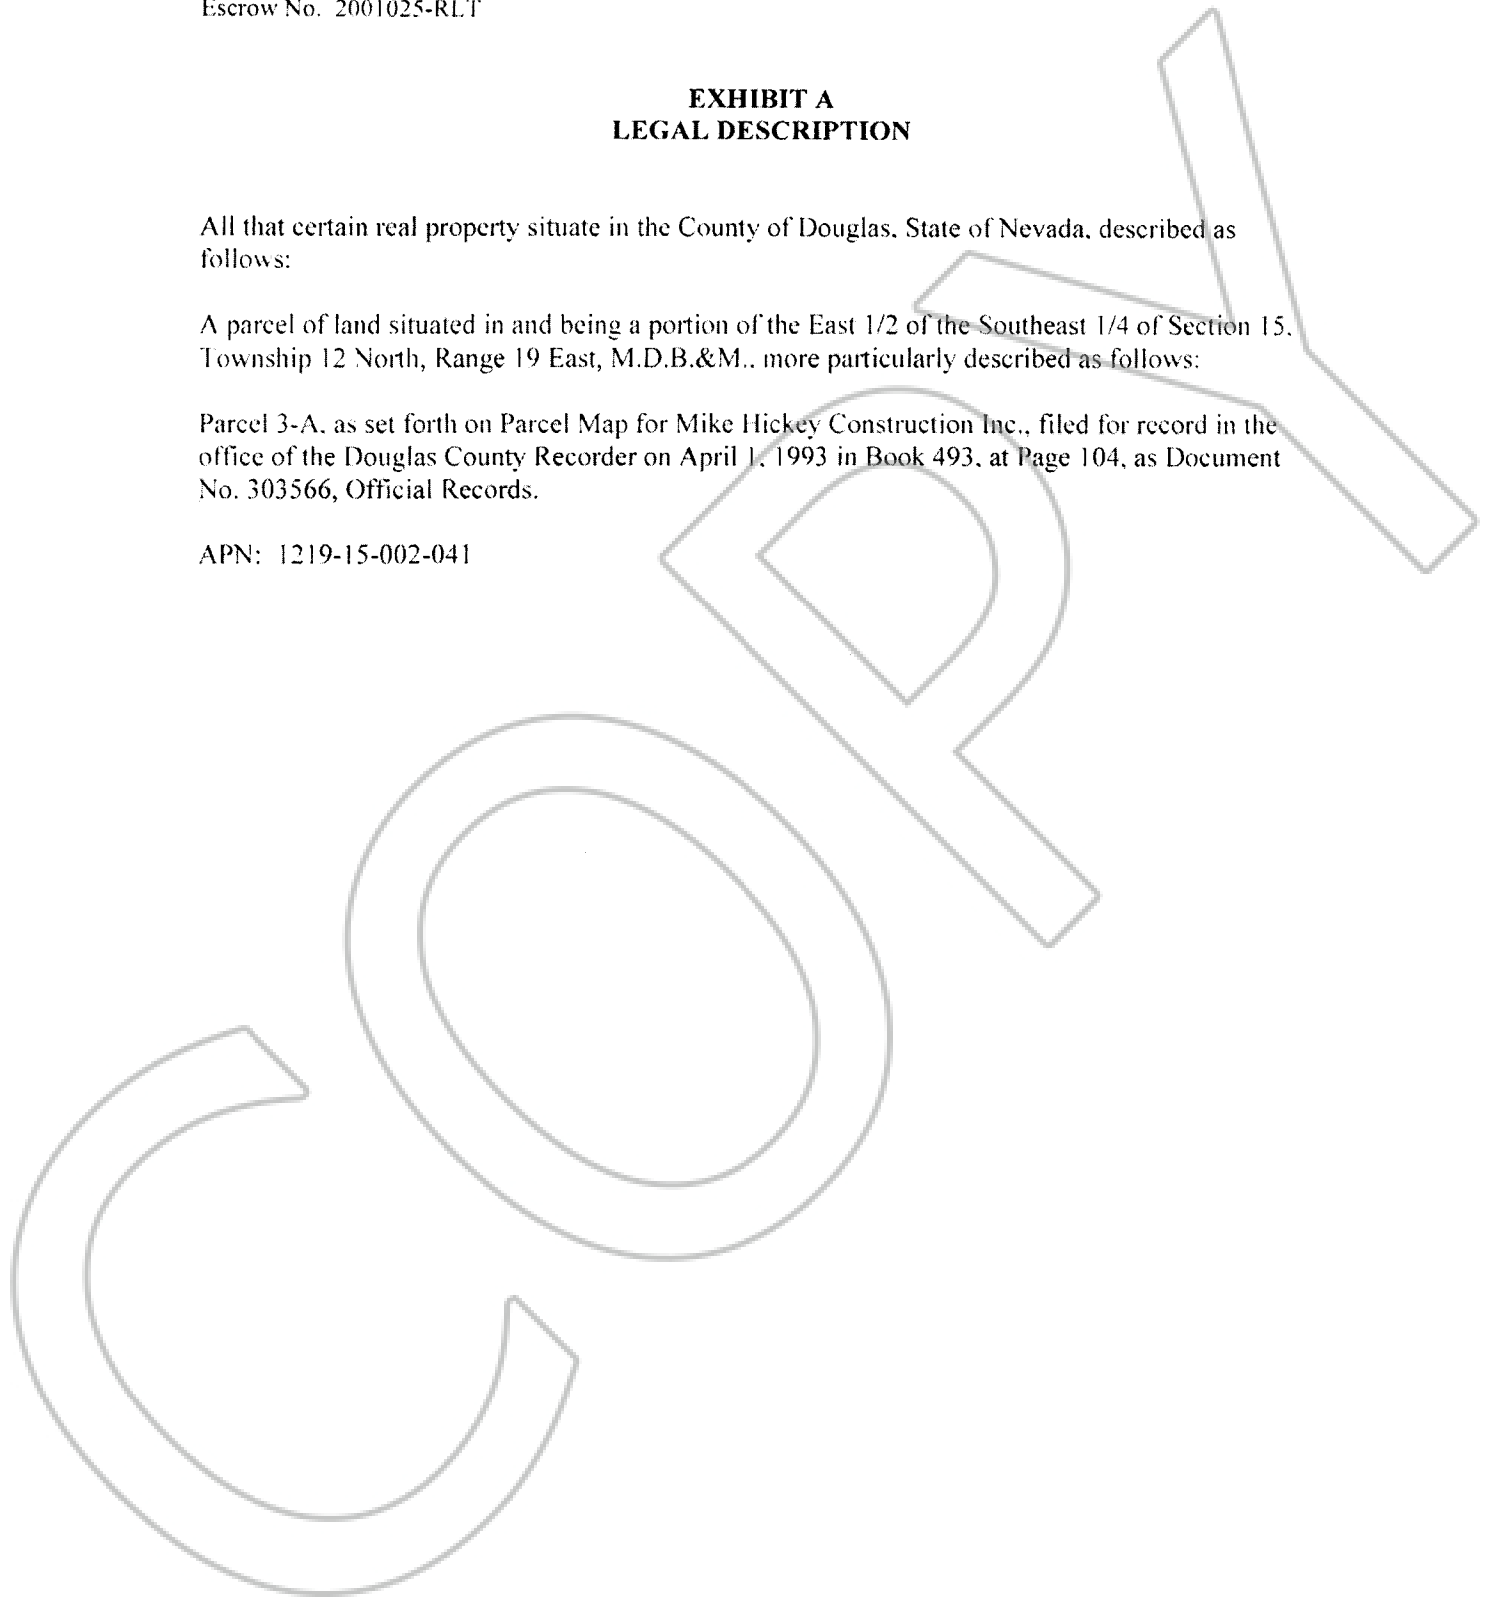 Escrow No. 2001025-RLT
EXHIBIT A
LEGAL DESCRIPTION
All that certain real property situate in the County of Douglas, State of Nevada, described as
follows:
A parcel of land situated in and being a portion of the East 1/2 of the Southeast 1/4 of Section 15,
Township 12 North, Range 19 East, M.D.B.&M., more particularly described as follows:
Parcel 3-A, as set forth on Parcel Map for Mike Hickey Construction Inc., filed for record in the
office of the Douglas County Recorder on April 1, 1993 in Book 493, at Page 104, as Document
No. 303566, Official Records.
APN: 1219-15-002-041
COPY